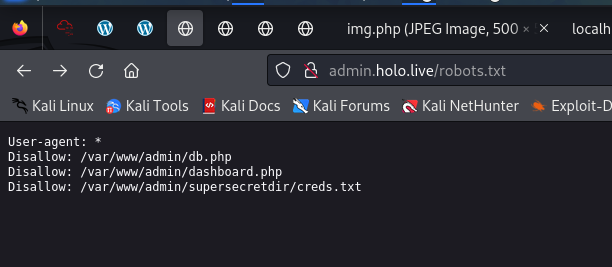 img.php (JPEG Image, 500 ×
localh
admin.holo.live/robots.txt
Kali Linux
Kali Tools
Kali Docs
Kali Forums
Kali NetHunter
Exploit-D
User-agent: *
Disallow: /var/www/admin/db.php
Disallow: /var/www/admin/dashboard.php
Disallow: /var/www/admin/supersecretdir/creds.txt